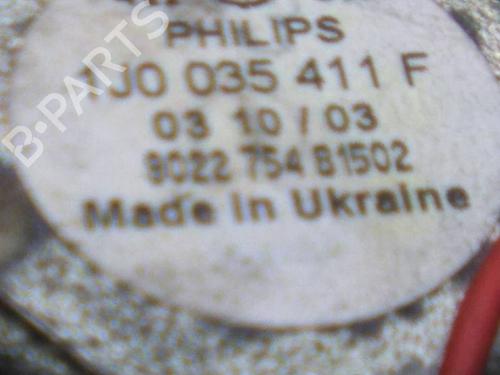 PHILIPS
1J0 035 411 F
03 10 / 03
9022 754 81502
Made in Ukraine
B-PARTS